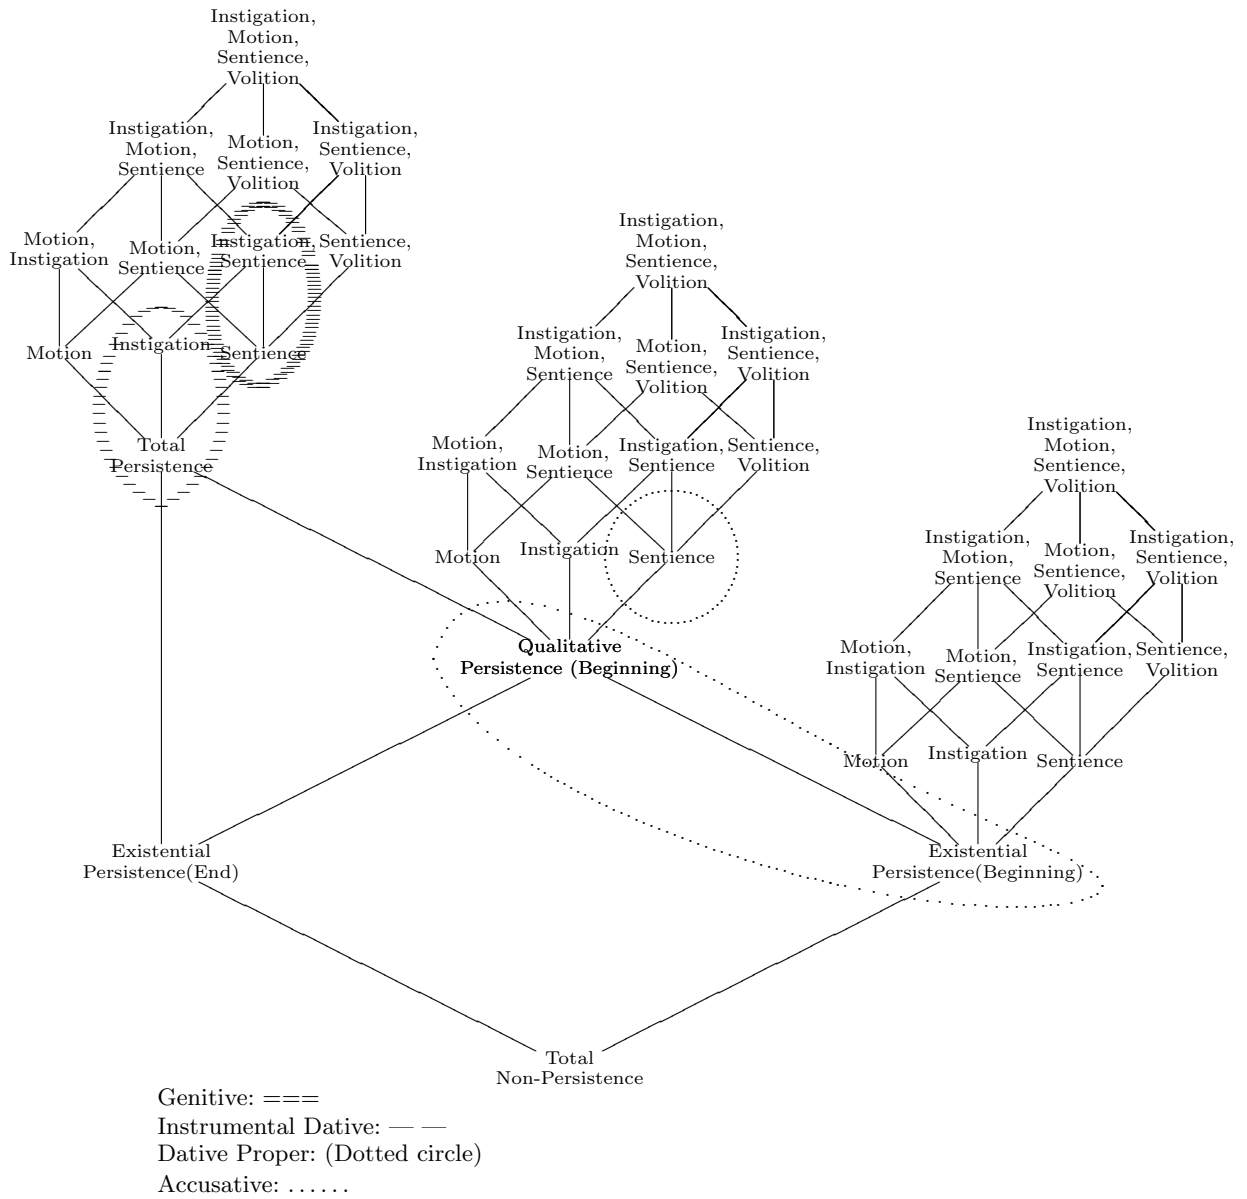 Instigation,
Motion,
Sentience,
Volition
Instigation,
Motion,
Sentience
Motion,
Sentience,
Volition
Instigation,
Sentience,
Volition
Motion,
Instigation
Motion,
Sentience
Instigation,
Sentience
Sentience,
Volition
Motion
Instigation
Sentience
Total
Persistence
Instigation,
Motion,
Sentience,
Volition
Instigation,
Motion,
Sentience
Motion,
Sentience,
Volition
Instigation,
Sentience,
Volition
Motion,
Instigation
Motion,
Sentience
Instigation,
Sentience
Sentience,
Volition
Motion
Instigation
Sentience
Qualitative
Persistence (Beginning)
Instigation,
Motion,
Sentience,
Volition
Instigation,
Motion,
Sentience
Motion,
Sentience,
Volition
Instigation,
Sentience,
Volition
Motion,
Instigation
Motion,
Sentience
Instigation,
Sentience
Sentience,
Volition
Motion
Instigation
Sentience
Existential
Persistence(End)
Existential
Persistence(Beginning)
Total
Non-Persistence
Genitive: ===
Instrumental Dative: — —
Dative Proper: (Dotted circle)
Accusative: ......